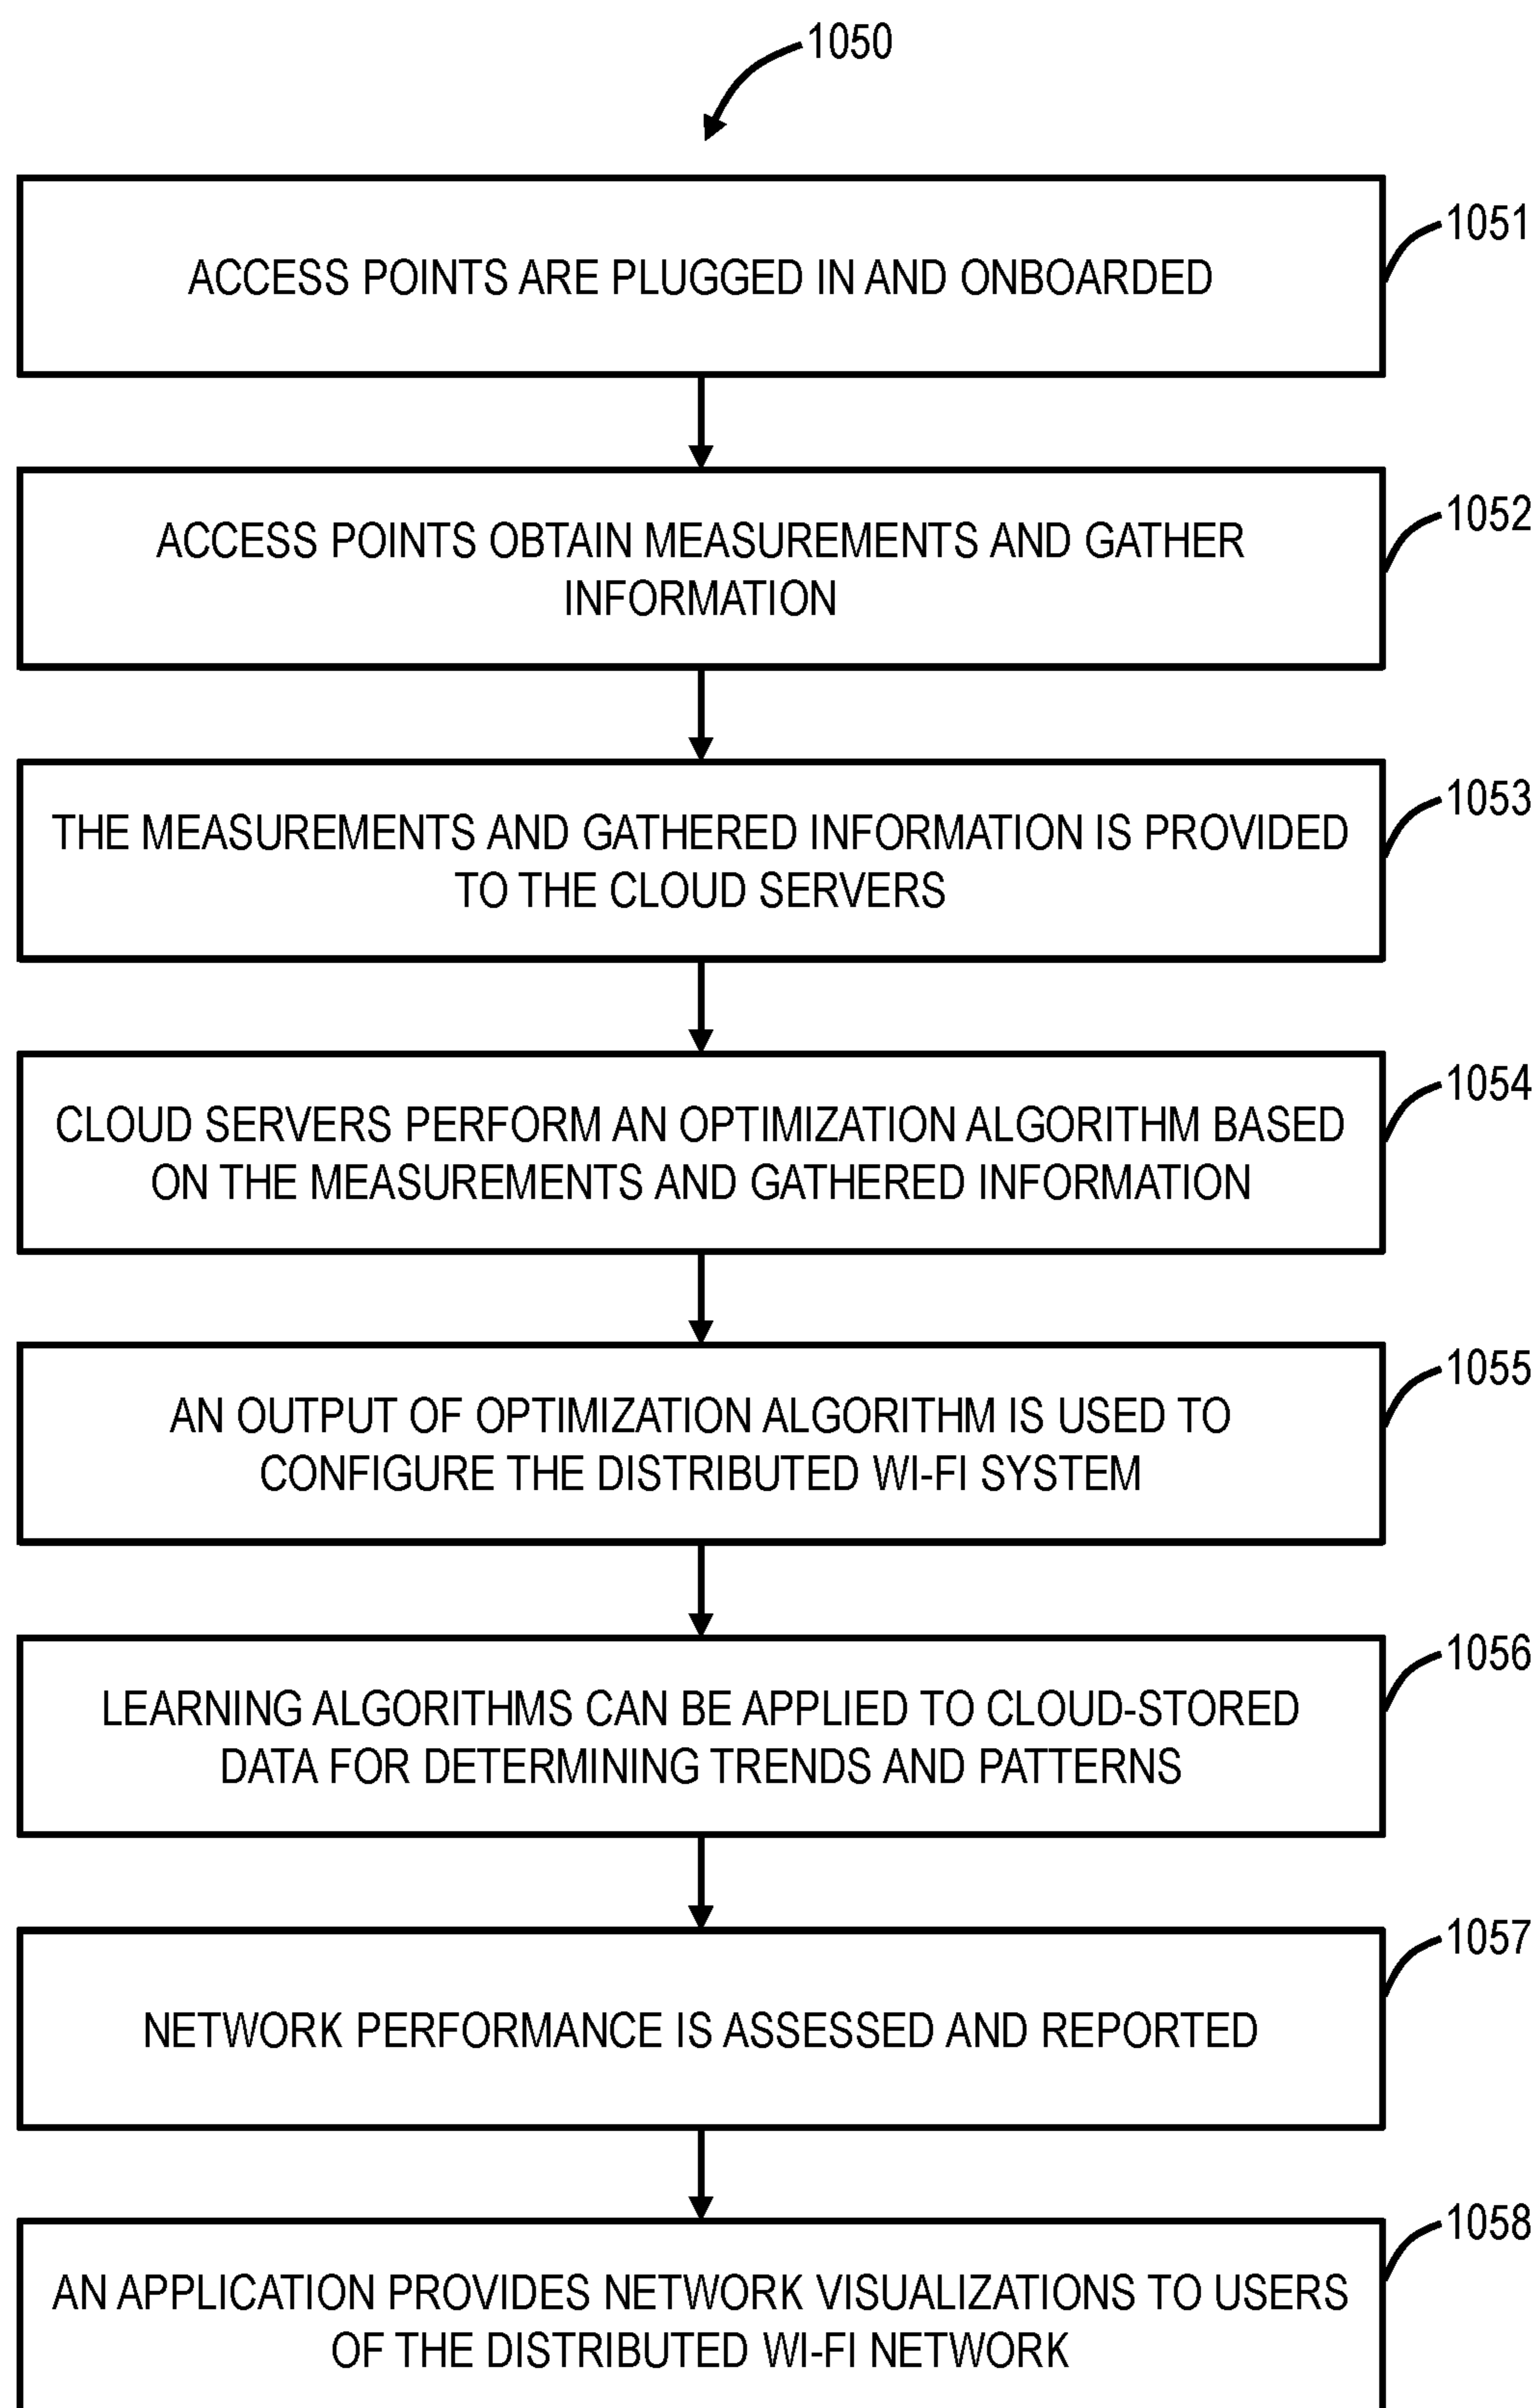 1050
ACCESS POINTS ARE PLUGGED IN AND ONBOARDED
1051
ACCESS POINTS OBTAIN MEASUREMENTS AND GATHER
INFORMATION
1052
THE MEASUREMENTS AND GATHERED INFORMATION IS PROVIDED
TO THE CLOUD SERVERS
1053
CLOUD SERVERS PERFORM AN OPTIMIZATION ALGORITHM BASED
ON THE MEASUREMENTS AND GATHERED INFORMATION
1054
AN OUTPUT OF OPTIMIZATION ALGORITHM IS USED TO
CONFIGURE THE DISTRIBUTED WI-FI SYSTEM
1055
LEARNING ALGORITHMS CAN BE APPLIED TO CLOUD-STORED
DATA FOR DETERMINING TRENDS AND PATTERNS
1056
NETWORK PERFORMANCE IS ASSESSED AND REPORTED
1057
AN APPLICATION PROVIDES NETWORK VISUALIZATIONS TO USERS
OF THE DISTRIBUTED WI-FI NETWORK
1058